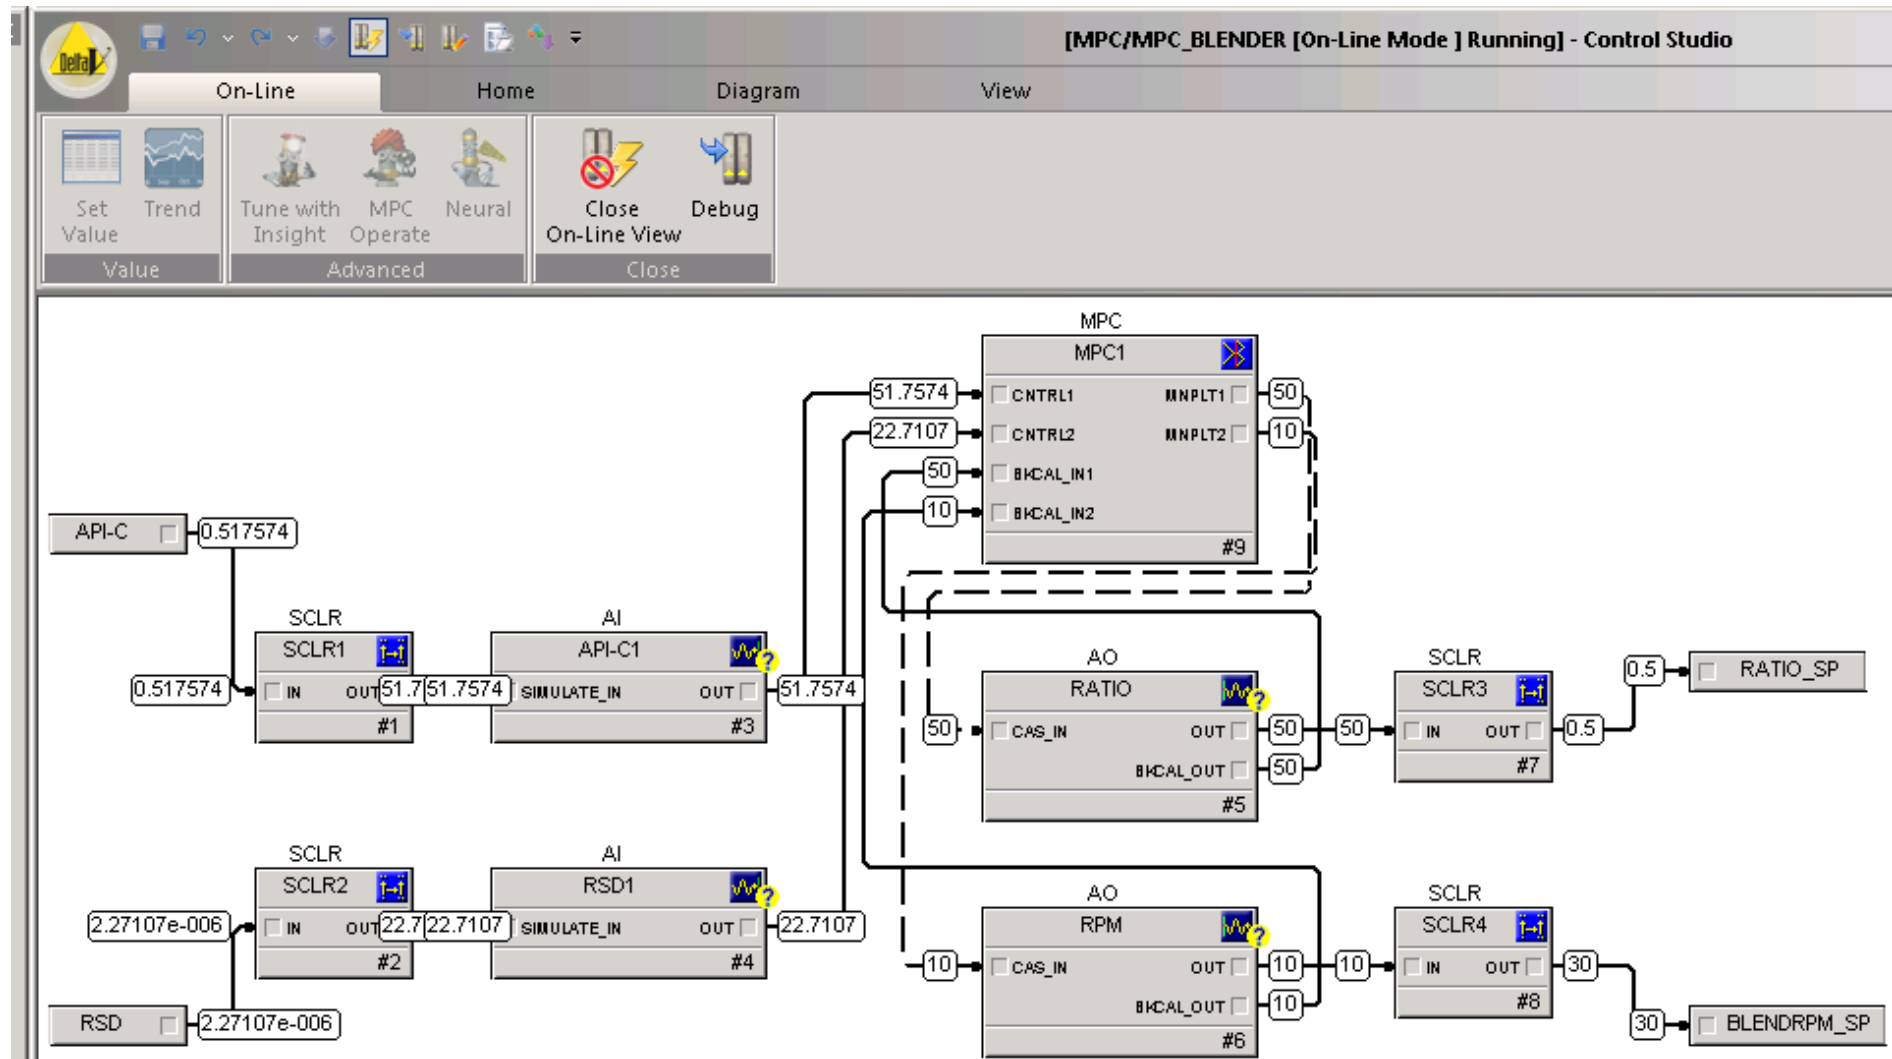 [MPC/MPC_BLENDER [On-Line Mode ] Running] - Control Studio
DeltaV
On-Line Home Diagram View
Set Value
Trend
Tune with Insight
MPC Operate
Neural
Close On-Line View
Debug
Value
Advanced
Close
MPC
MPC1
51.7574 CNTRL1 MNPLT1 50
22.7107 CNTRL2 MNPLT2 10
50 BKCAL_IN1
10 BKCAL_IN2
#9
API-C 0.517574
SCLR
SCLR1
0.517574 IN OUT 51.7
#1
AI
API-C1
51.7574 SIMULATE_IN OUT 51.7574
#3
AO
RATIO
50 CAS_IN OUT 50
BKCAL_OUT 50
#5
SCLR
SCLR3
50 IN OUT 0.5
#7
0.5 RATIO_SP
SCLR
SCLR2
2.27107e-006 IN OUT 22.7
#2
AI
RSD1
22.7107 SIMULATE_IN OUT 22.7107
#4
RSD 2.27107e-006
AO
RPM
10 CAS_IN OUT 10
BKCAL_OUT 10
#6
SCLR
SCLR4
10 IN OUT 30
#8
30 BLENDRPM_SP